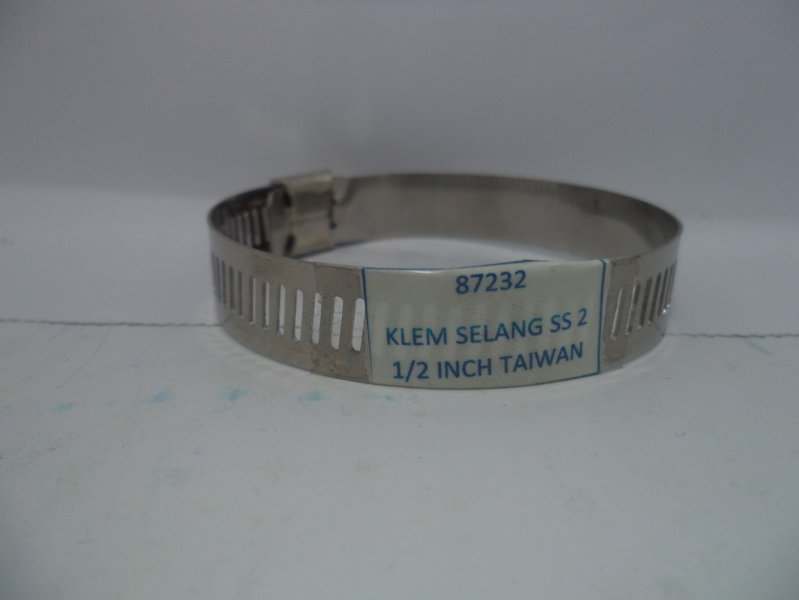 87232
KLEM SELANG SS 2
1/2 INCH TAIWAN